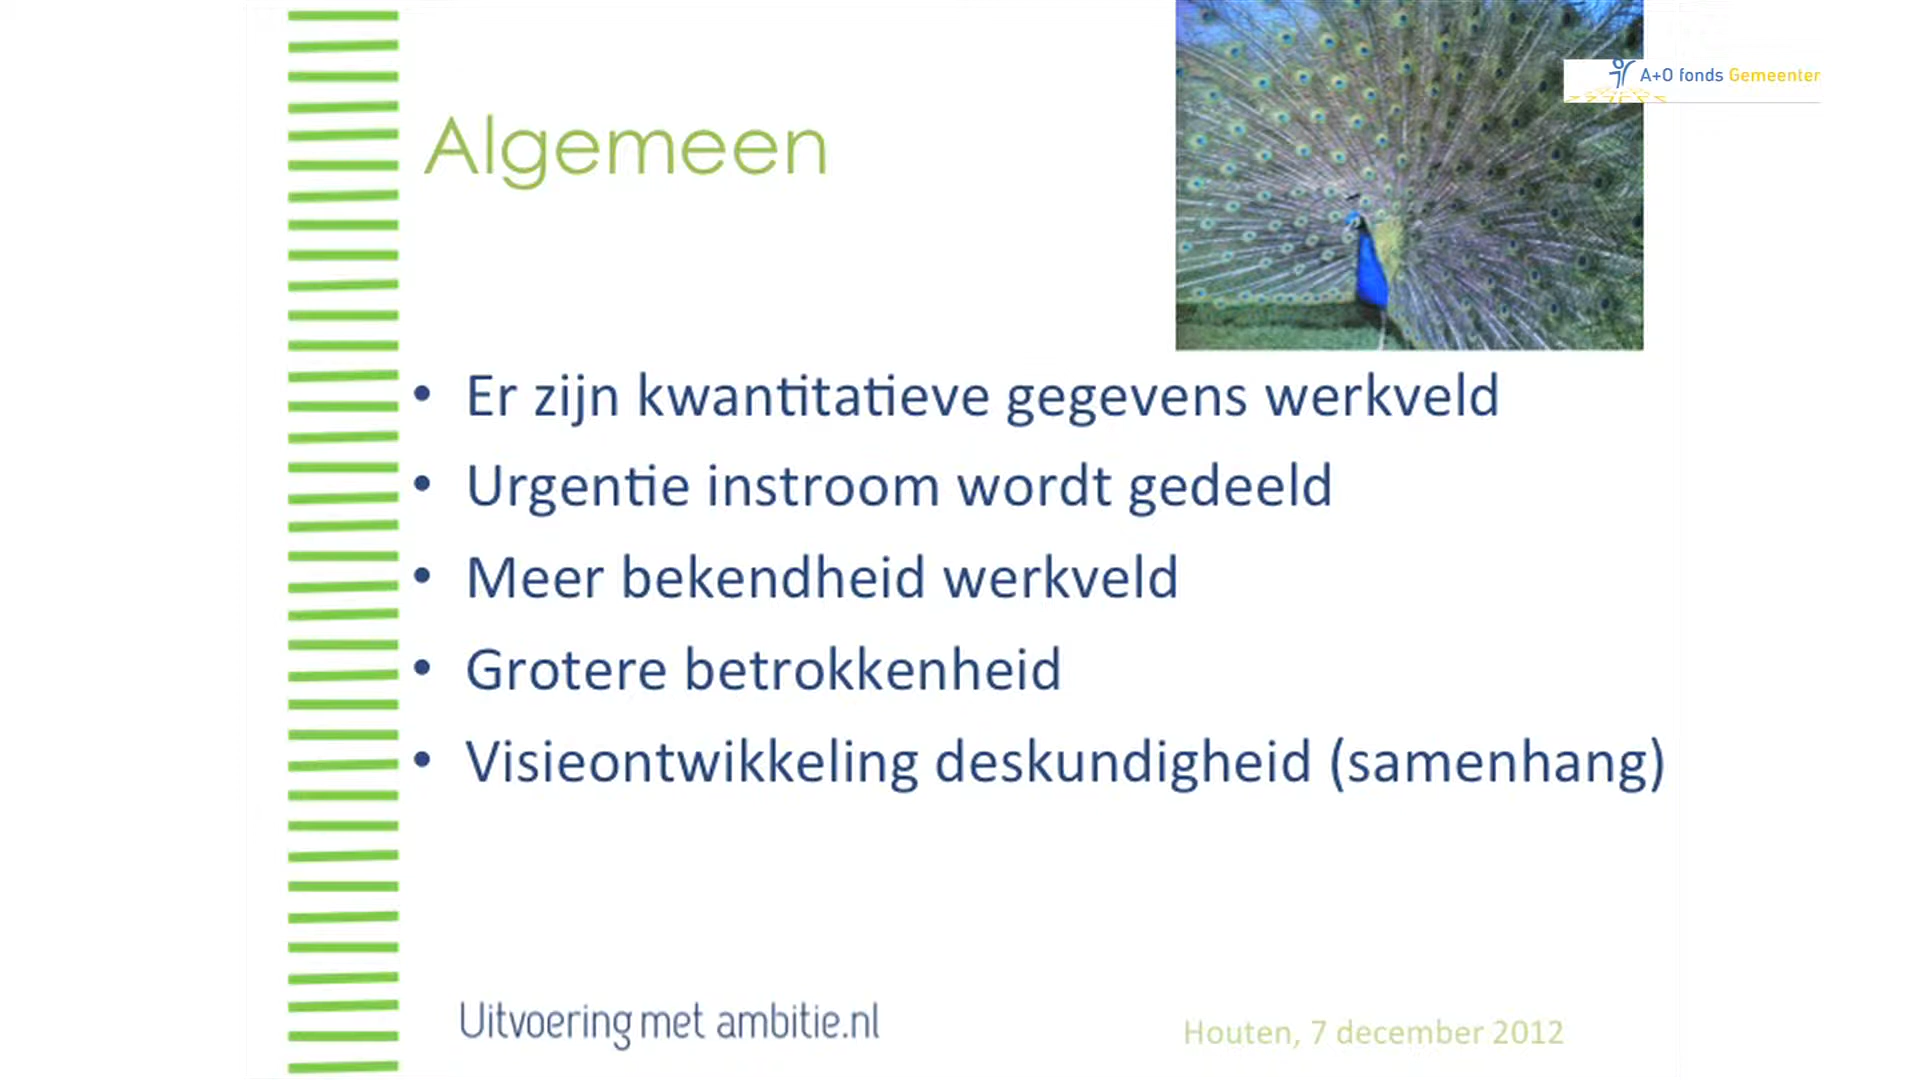 A+O fonds Gemeenter
Algemeen
• Er zijn kwantitatieve gegevens werkveld
• Urgentie instroom wordt gedeeld
• Meer bekendheid werkveld
• Grotere betrokkenheid
• Visieontwikkeling deskundigheid (samenhang)
Uitvoering met ambitie.nl
Houten, 7 december 2012